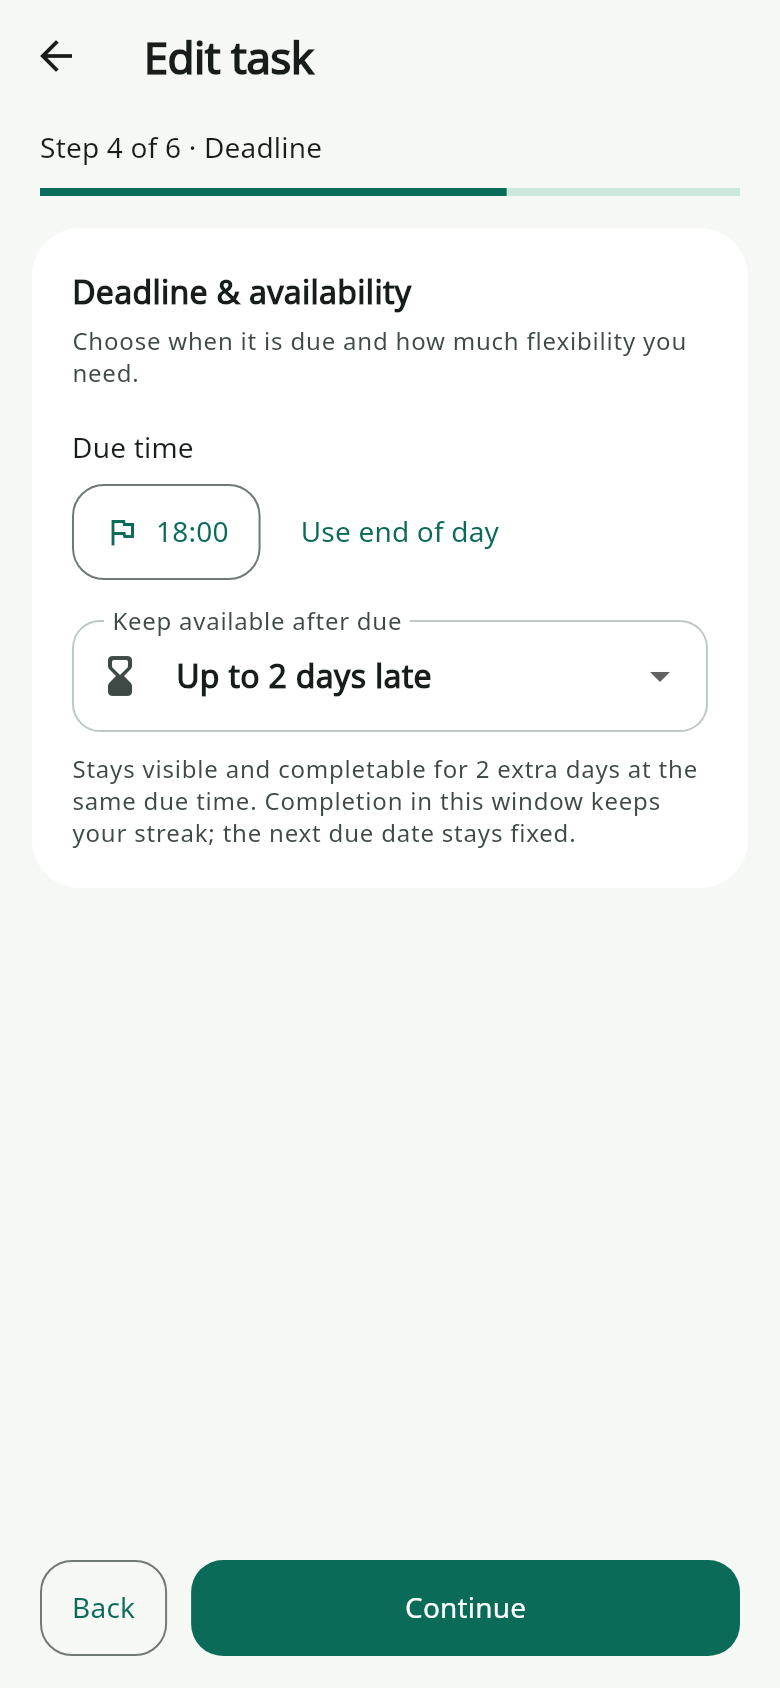 Edit task
Step 4 of 6 · Deadline
Deadline & availability
Choose when it is due and how much flexibility you
need.
Due time
18:00
Use end of day
Keep available after due
Up to 2 days late
Stays visible and completable for 2 extra days at the
same due time. Completion in this window keeps
your streak; the next due date stays fixed.
Back
Continue